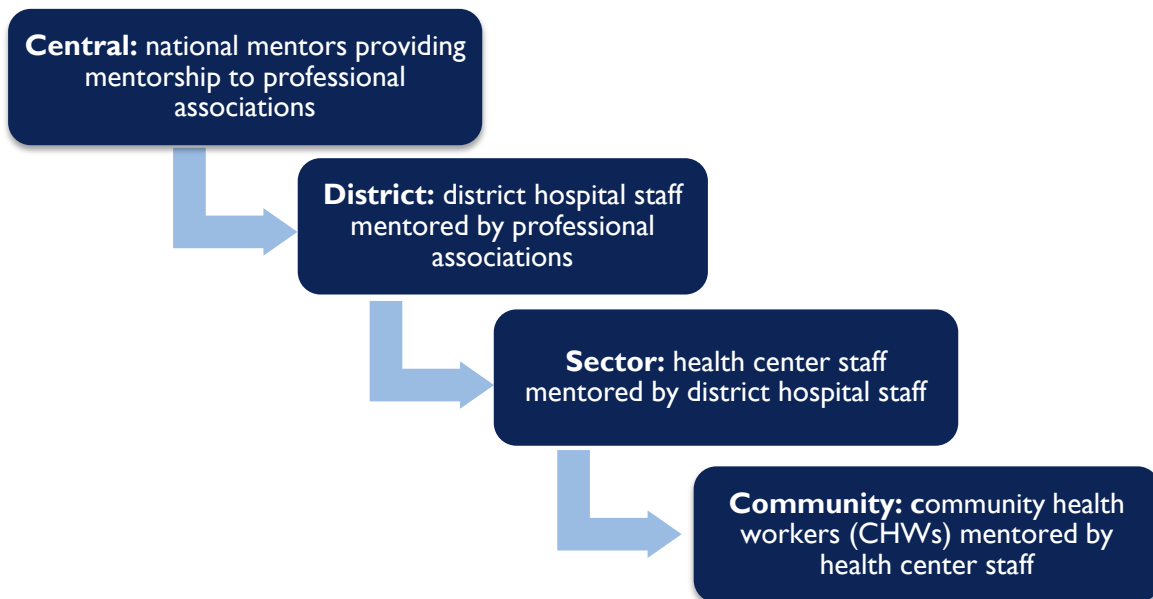 Central: national mentors providing
mentorship to professional
associations
District: district hospital staff
mentored by professional
associations
Sector: health center staff
mentored by district hospital staff
Community: community health
workers (CHWs) mentored by
health center staff